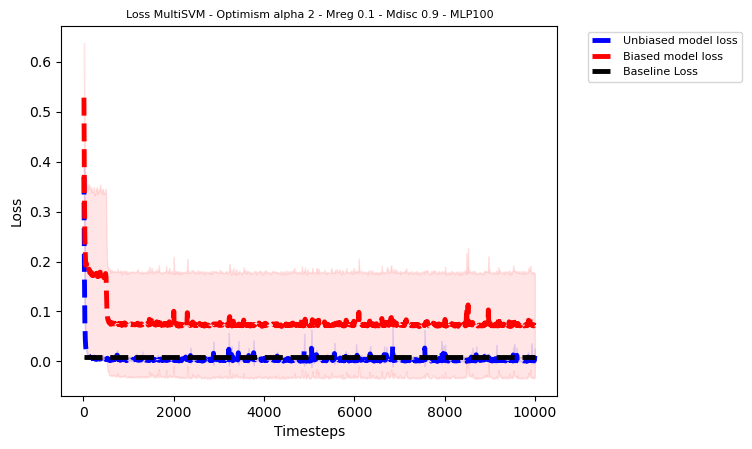 Loss MultiSVM - Optimism alpha 2 - Mreg 0.1 - Mdisc 0.9 - MLP100
Unbiased model loss
Biased model loss
Baseline Loss
0.6
0.5
0.4
0.3
0.2
0.1
0.0
Loss
0
2000
4000
6000
8000
10000
Timesteps